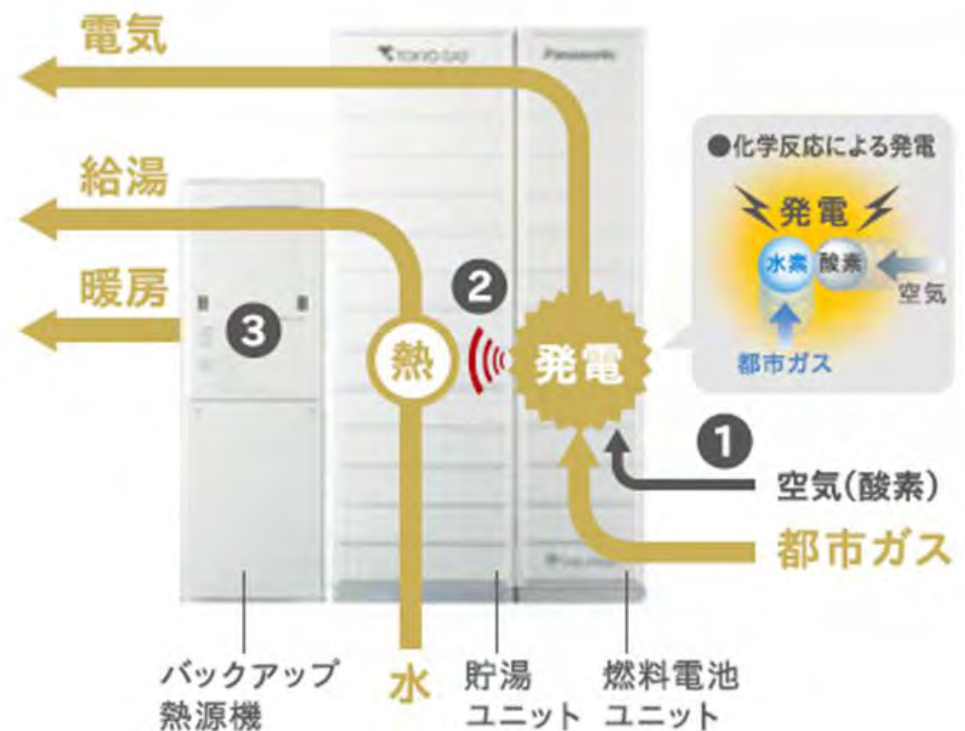 電気
TOKYO GAS
Panasonic
●化学反応による発電
給湯
発電
水素
酸素
空気
暖房
2
3
熱
発電
都市ガス
1
空気(酸素)
都市ガス
バックアップ
熱源機
水
貯湯
ユニット
燃料電池
ユニット